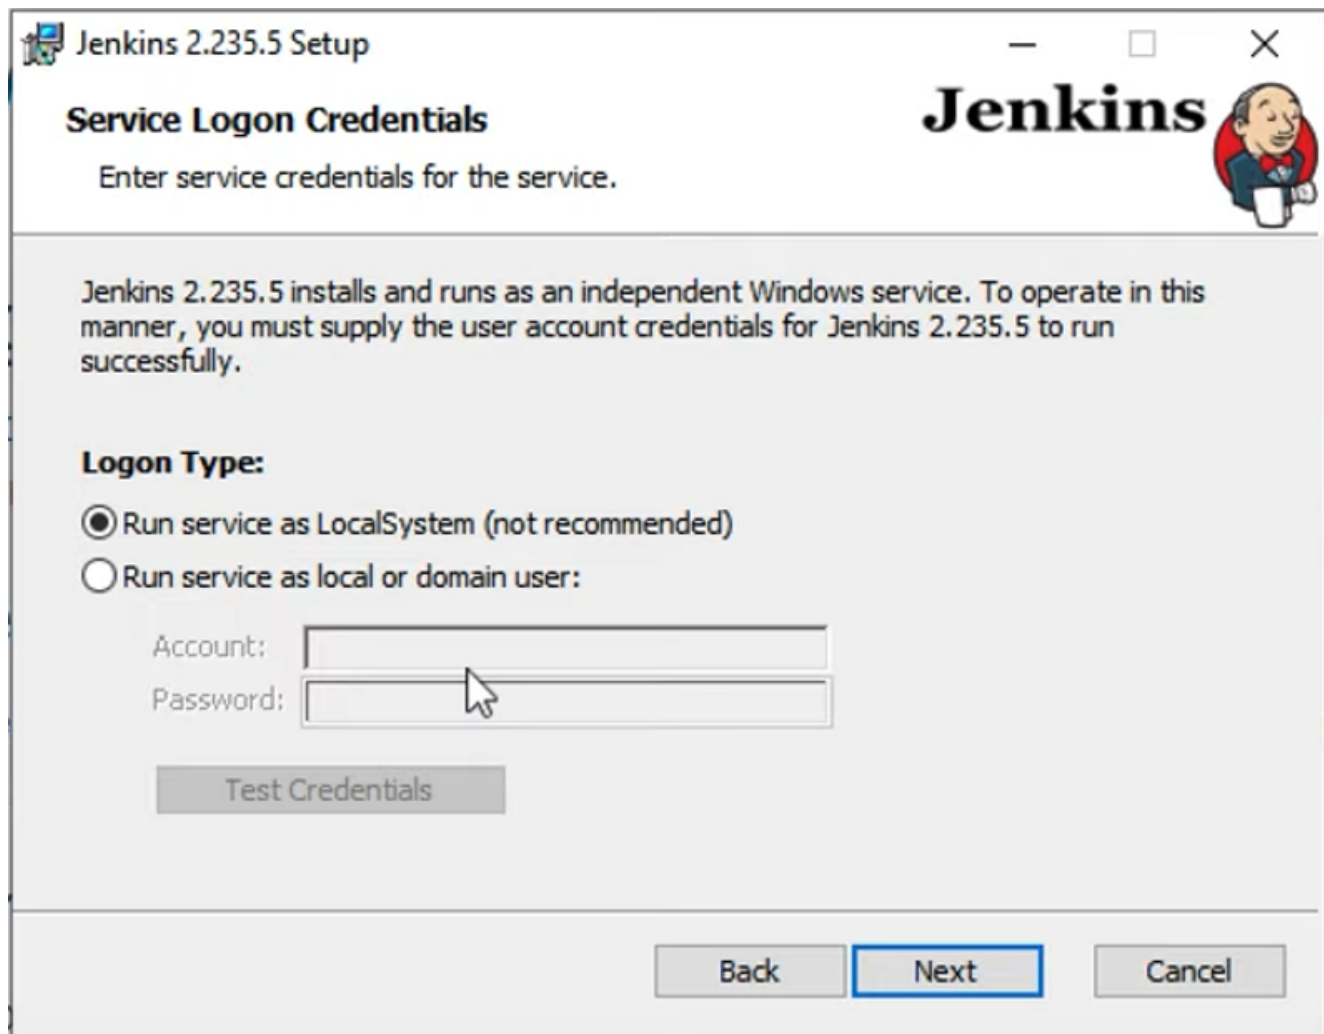 Jenkins 2.235.5 Setup
Service Logon Credentials
Jenkins
Enter service credentials for the service.
Jenkins 2.235.5 installs and runs as an independent Windows service. To operate in this
manner, you must supply the user account credentials for Jenkins 2.235.5 to run
successfully.
Logon Type:
Run service as LocalSystem (not recommended)
Run service as local or domain user:
Account:
Password:
Test Credentials
Back Next Cancel